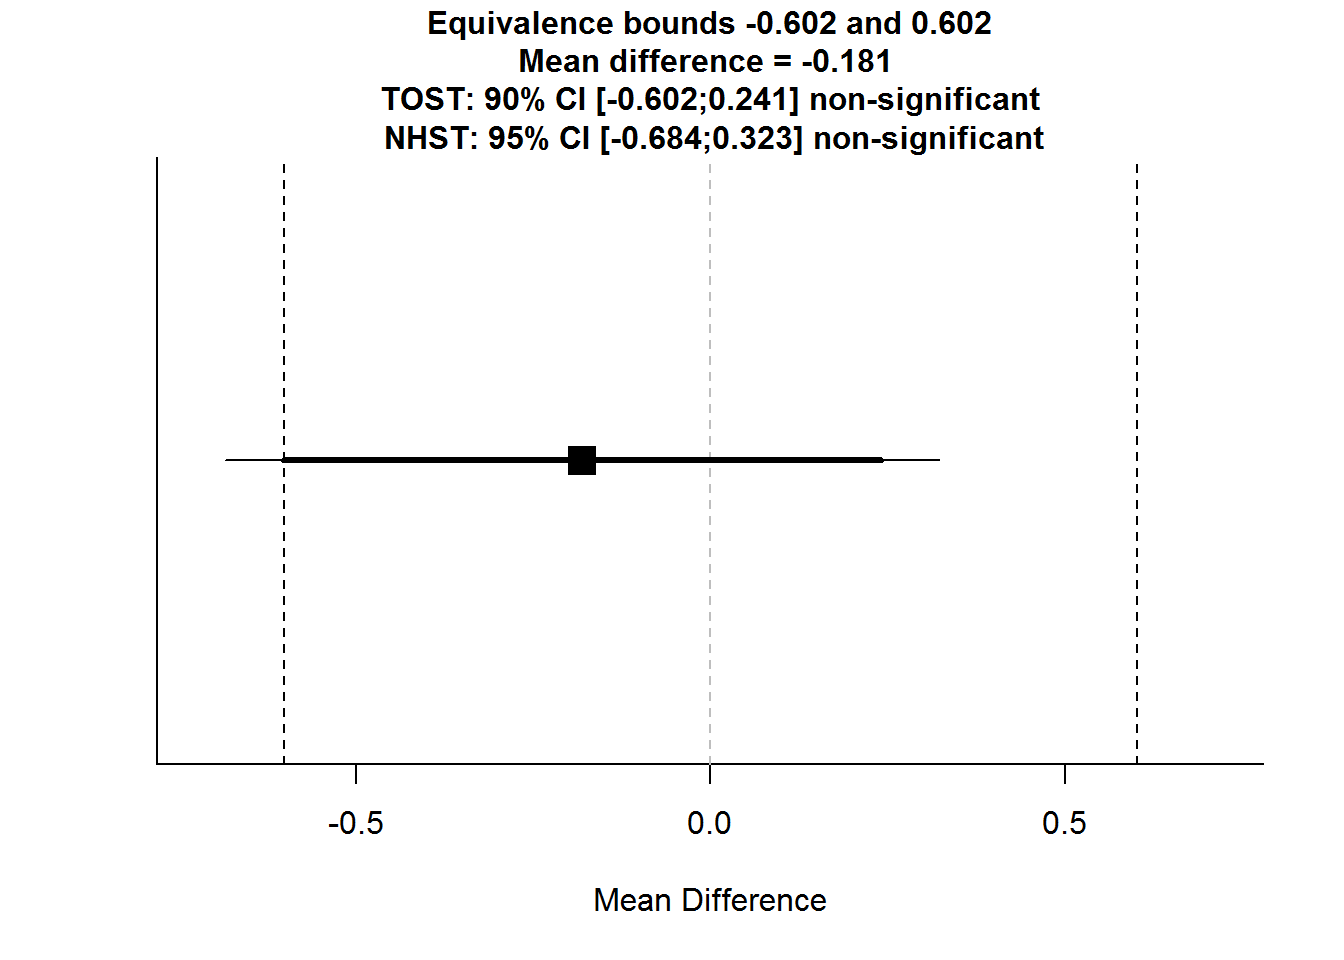 Equivalence bounds -0.602 and 0.602
Mean difference = -0.181
TOST: 90% CI [-0.602;0.241] non-significant
NHST: 95% CI [-0.684;0.323] non-significant
-0.5 0.0 0.5
Mean Difference